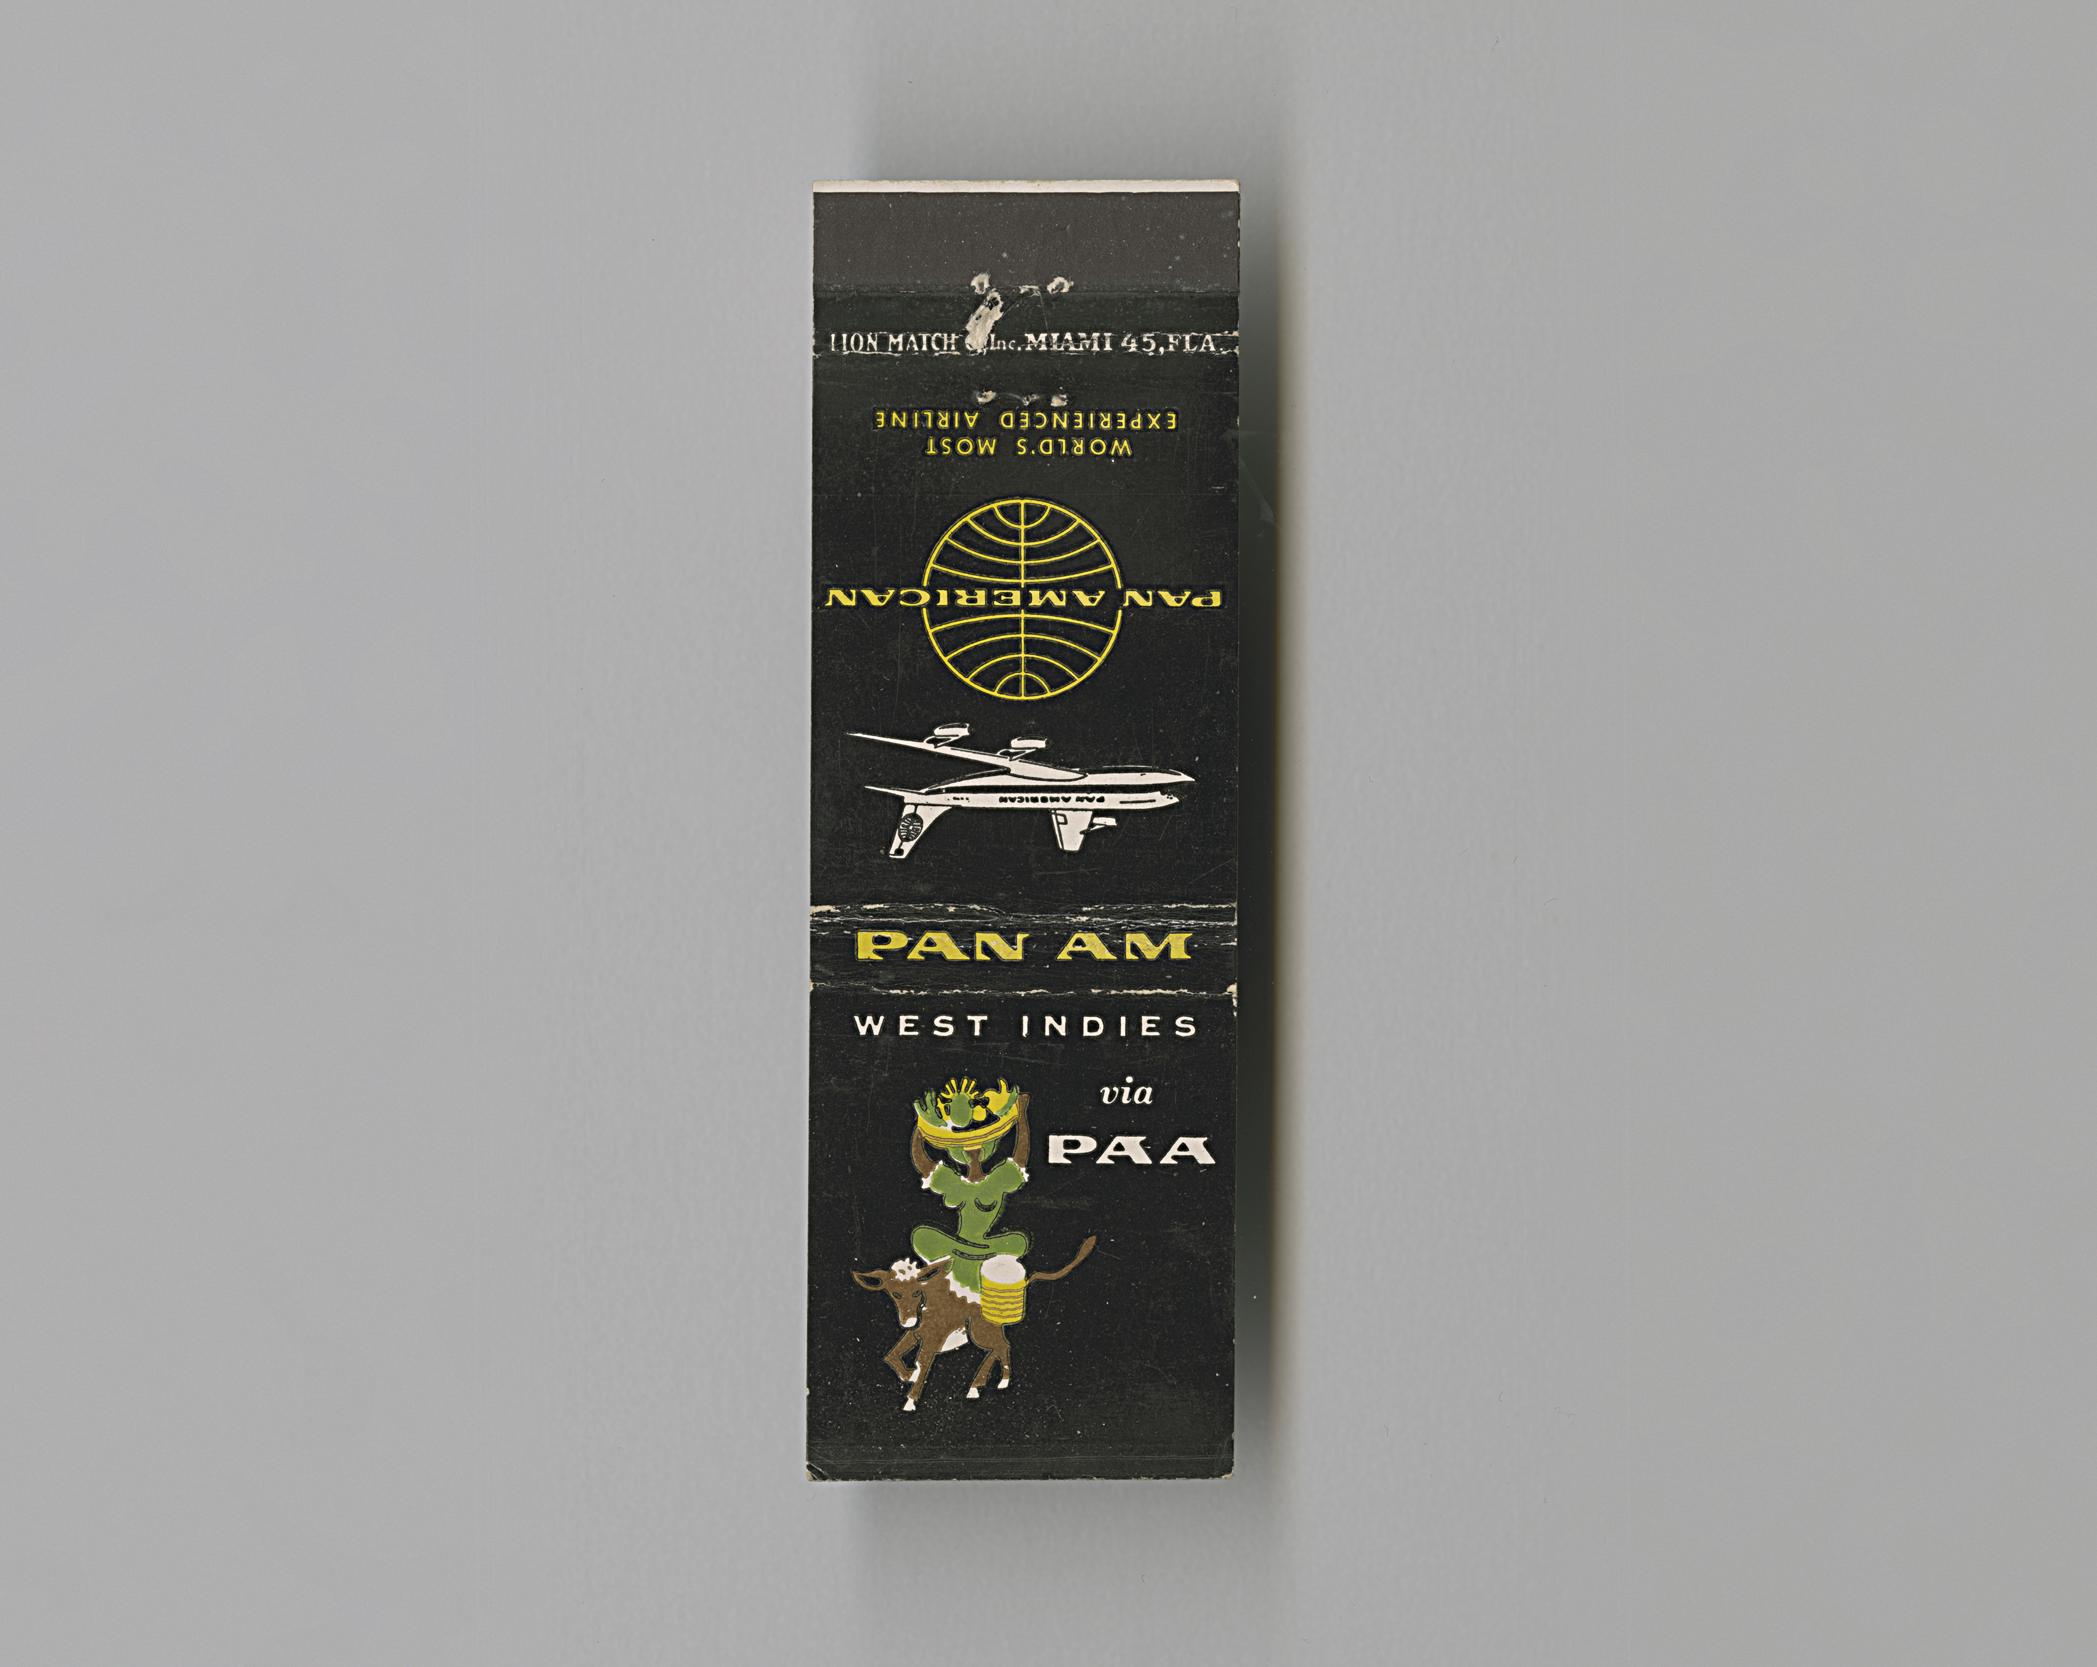 LION MATCH Inc. MIAMI 45, FLA.
WORLD'S MOST
EXPERIENCED AIRLINE
PAN AMERICAN
PAN AMERICAN
PAN AM
WEST INDIES
via
PAA